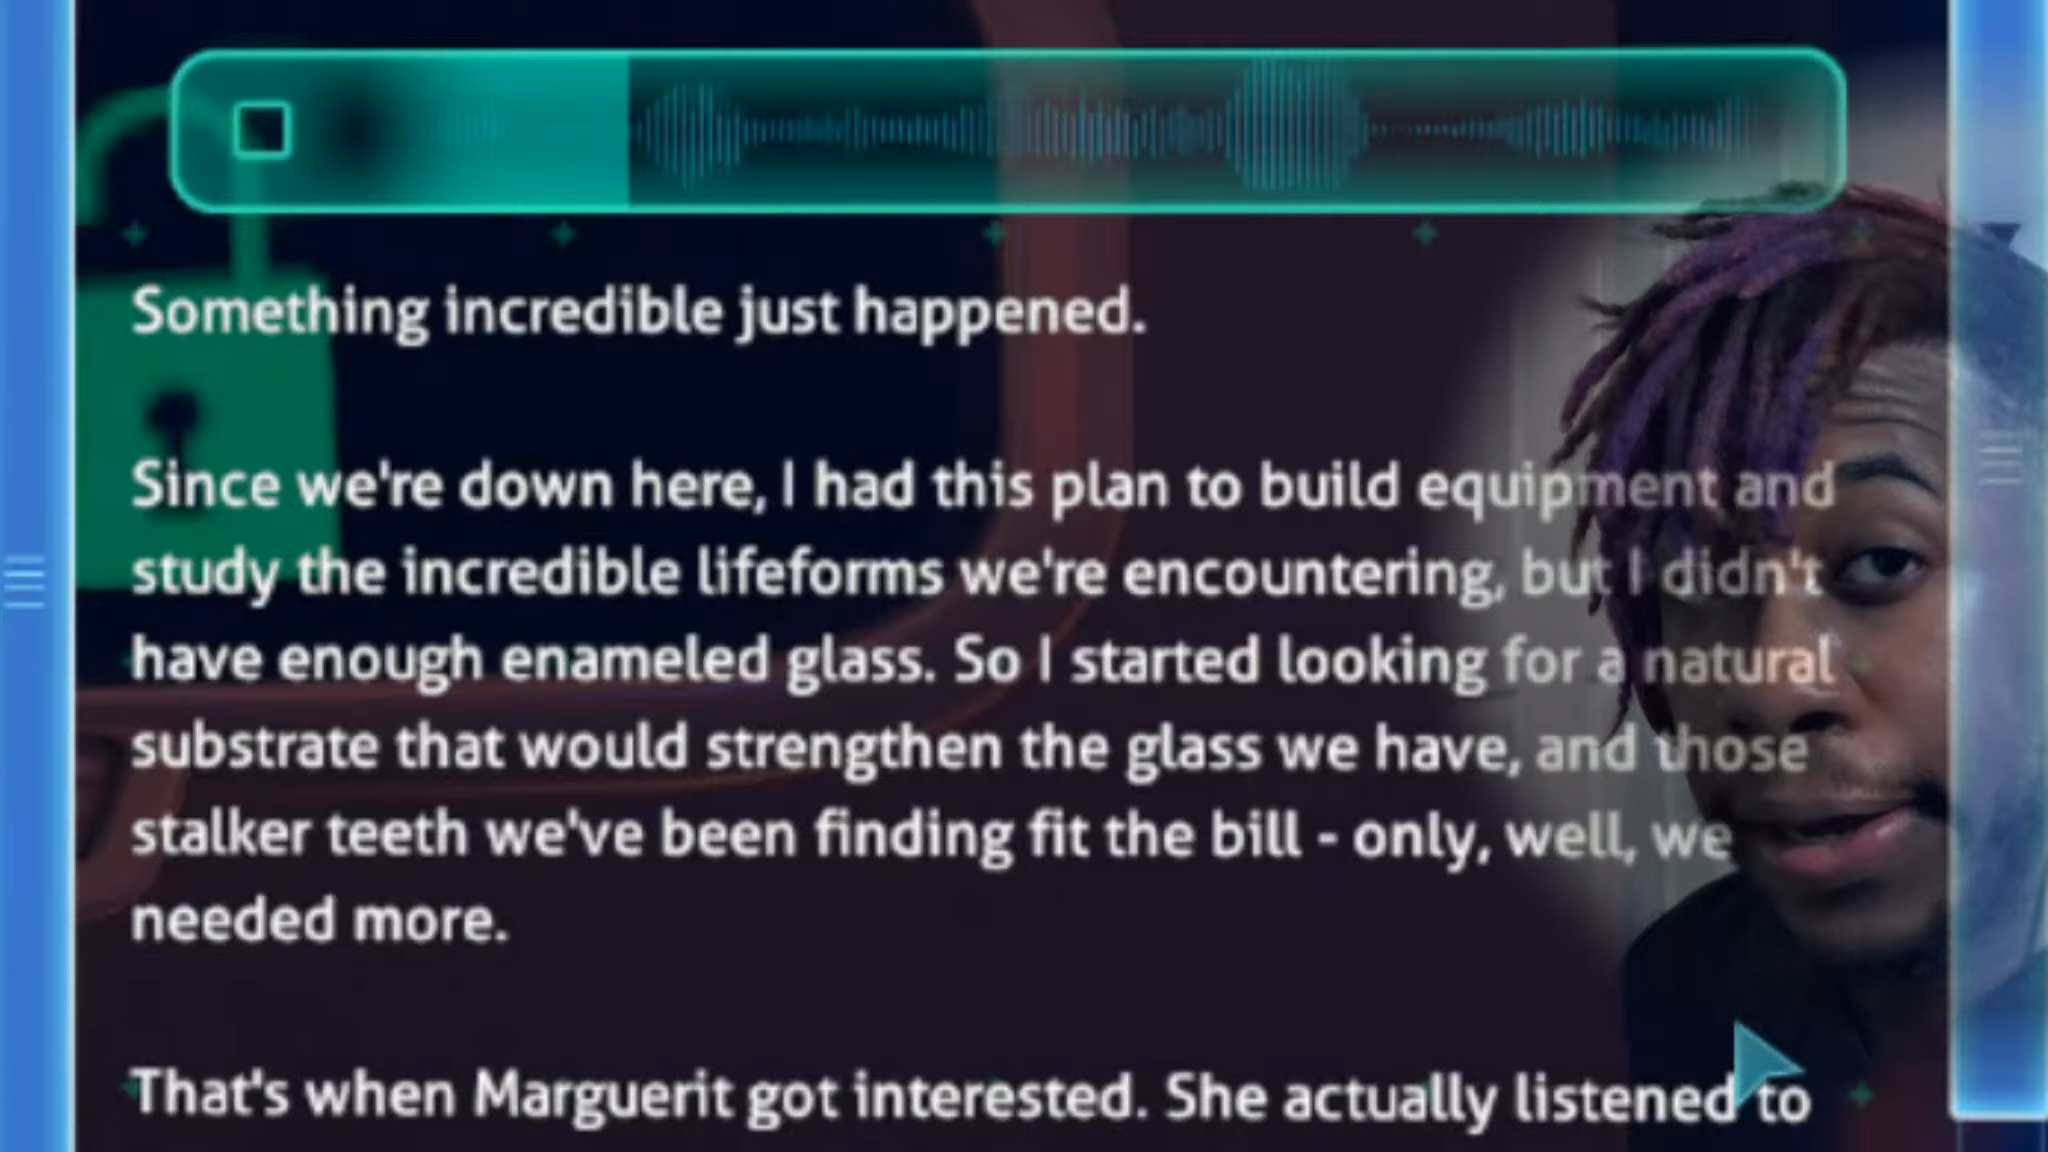 Something incredible just happened.
Since we're down here, I had this plan to build equipment and
study the incredible lifeforms we're encountering, but I didn't
have enough enameled glass. So I started looking for a natural
substrate that would strengthen the glass we have, and those
stalker teeth we've been finding fit the bill - only, well, we
needed more.
That's when Marguerit got interested. She actually listened to